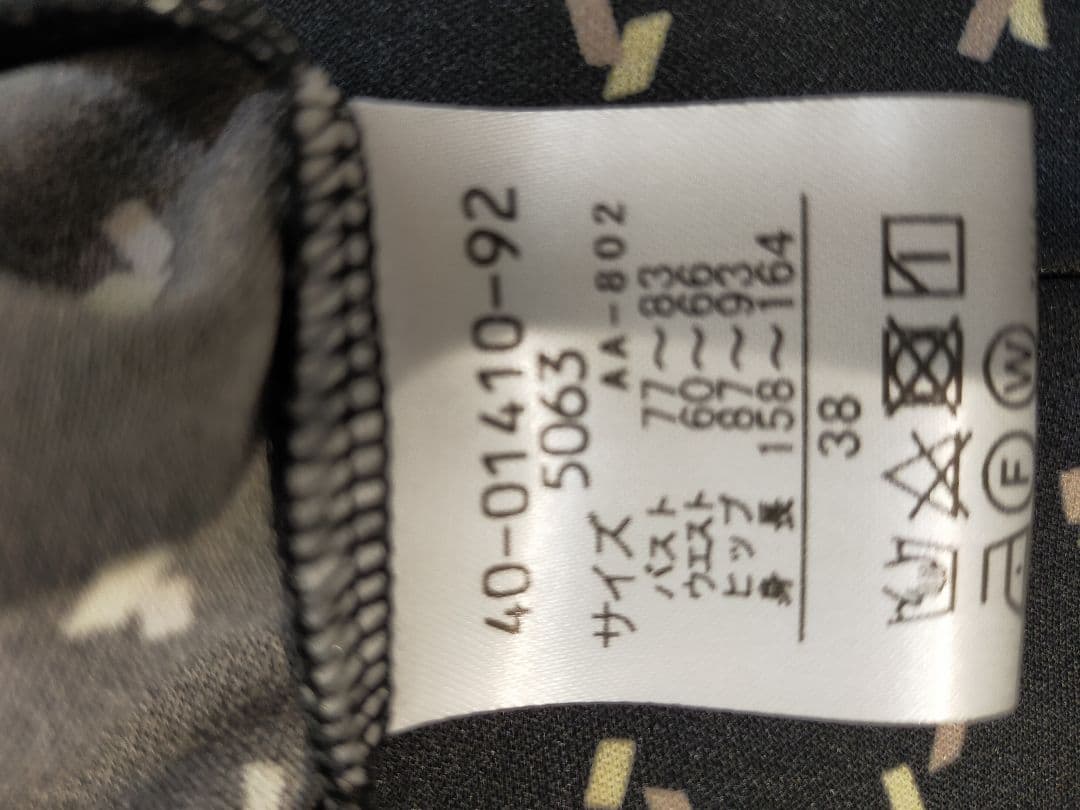 40-01410-92
5063
サイズ AA-802
バスト 77～83
ウエスト 60～66
ヒップ 87～93
身長 158～164
38
F W